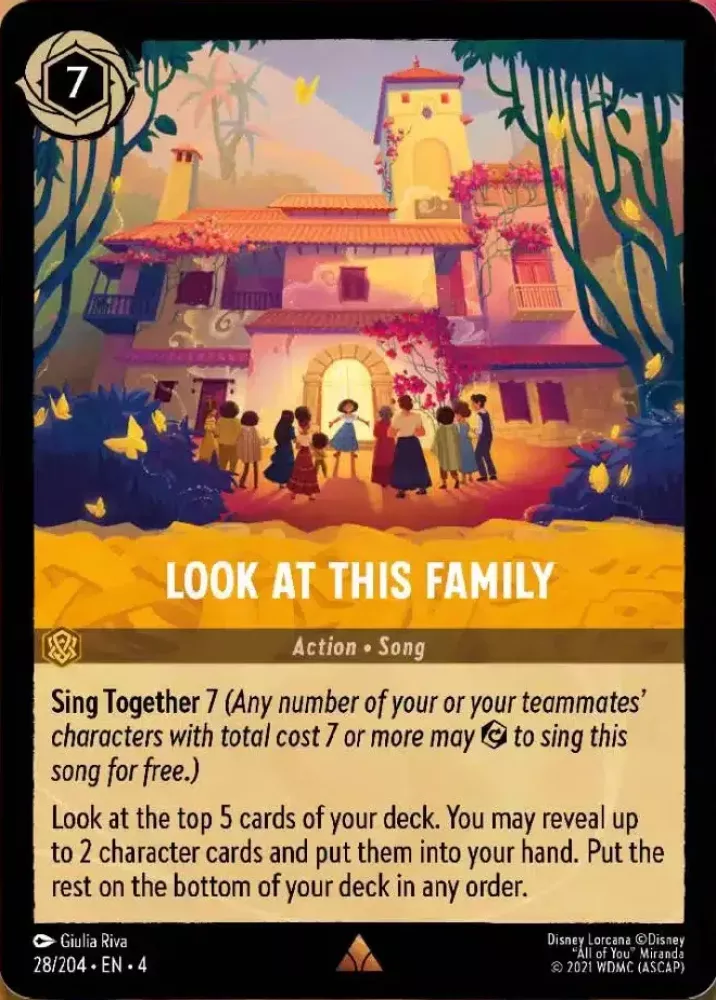 7
LOOK AT THIS FAMILY
Action • Song
Sing Together 7 (Any number of your or your teammates’
characters with total cost 7 or more may to sing this
song for free.)
Look at the top 5 cards of your deck. You may reveal up
to 2 character cards and put them into your hand. Put the
rest on the bottom of your deck in any order.
Giulia Riva
28/204 • EN • 4
Disney Lorcana ©Disney
“All of You” Miranda
© 2021 WDMC (ASCAP)